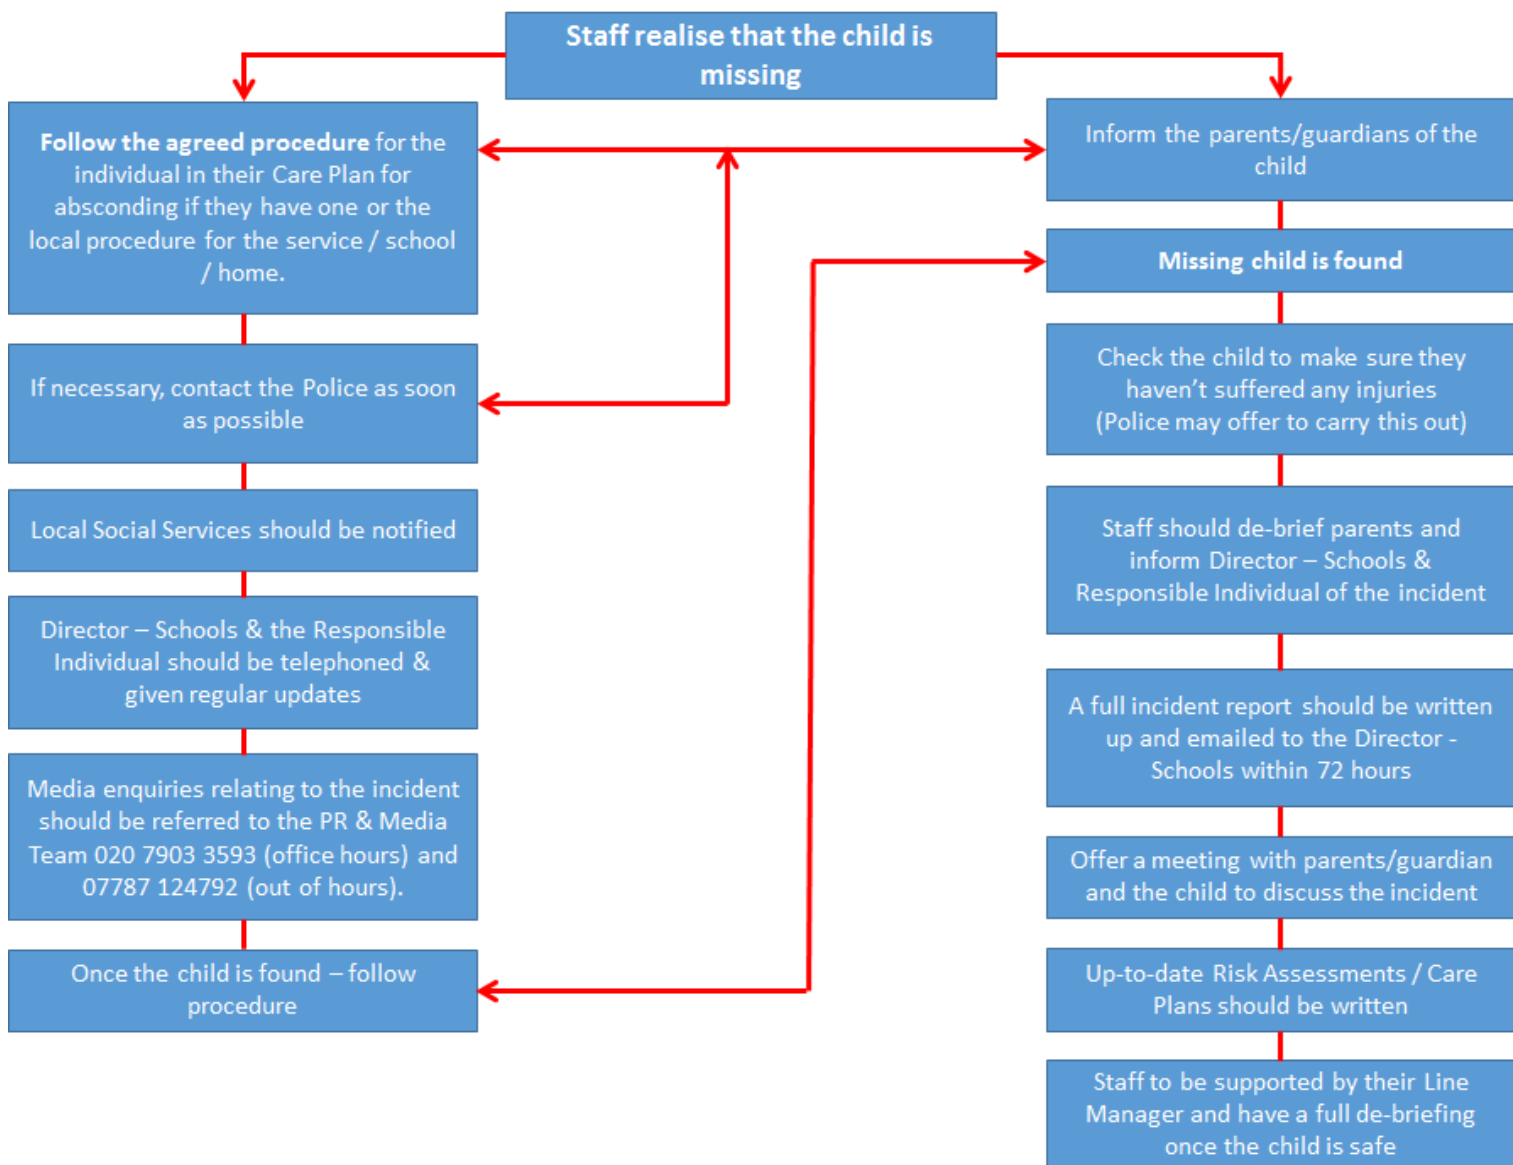 Staff realise that the child is
missing
Follow the agreed procedure for the
individual in their Care Plan for
absconding if they have one or the
local procedure for the service / school
/ home.
If necessary, contact the Police as soon
as possible
Local Social Services should be notified
Director – Schools & the Responsible
Individual should be telephoned &
given regular updates
Media enquiries relating to the incident
should be referred to the PR & Media
Team 020 7903 3593 (office hours) and
07787 124792 (out of hours).
Once the child is found – follow
procedure
Inform the parents/guardians of the
child
Missing child is found
Check the child to make sure they
haven’t suffered any injuries
(Police may offer to carry this out)
Staff should de-brief parents and
inform Director – Schools &
Responsible Individual of the incident
A full incident report should be written
up and emailed to the Director -
Schools within 72 hours
Offer a meeting with parents/guardian
and the child to discuss the incident
Up-to-date Risk Assessments / Care
Plans should be written
Staff to be supported by their Line
Manager and have a full de-briefing
once the child is safe